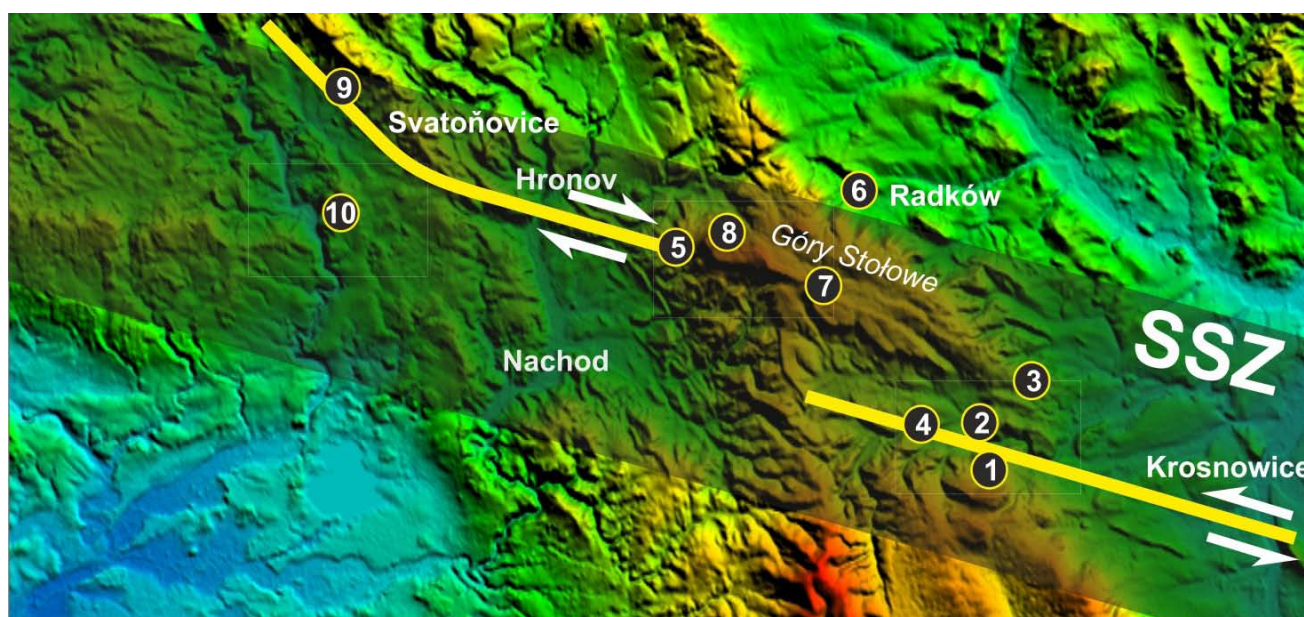 9
Svatoňovice
Hronov
10
6
Radków
5
8
Góry Stołowe
7
SSZ
Nachod
3
4
2
1
Krosnowice